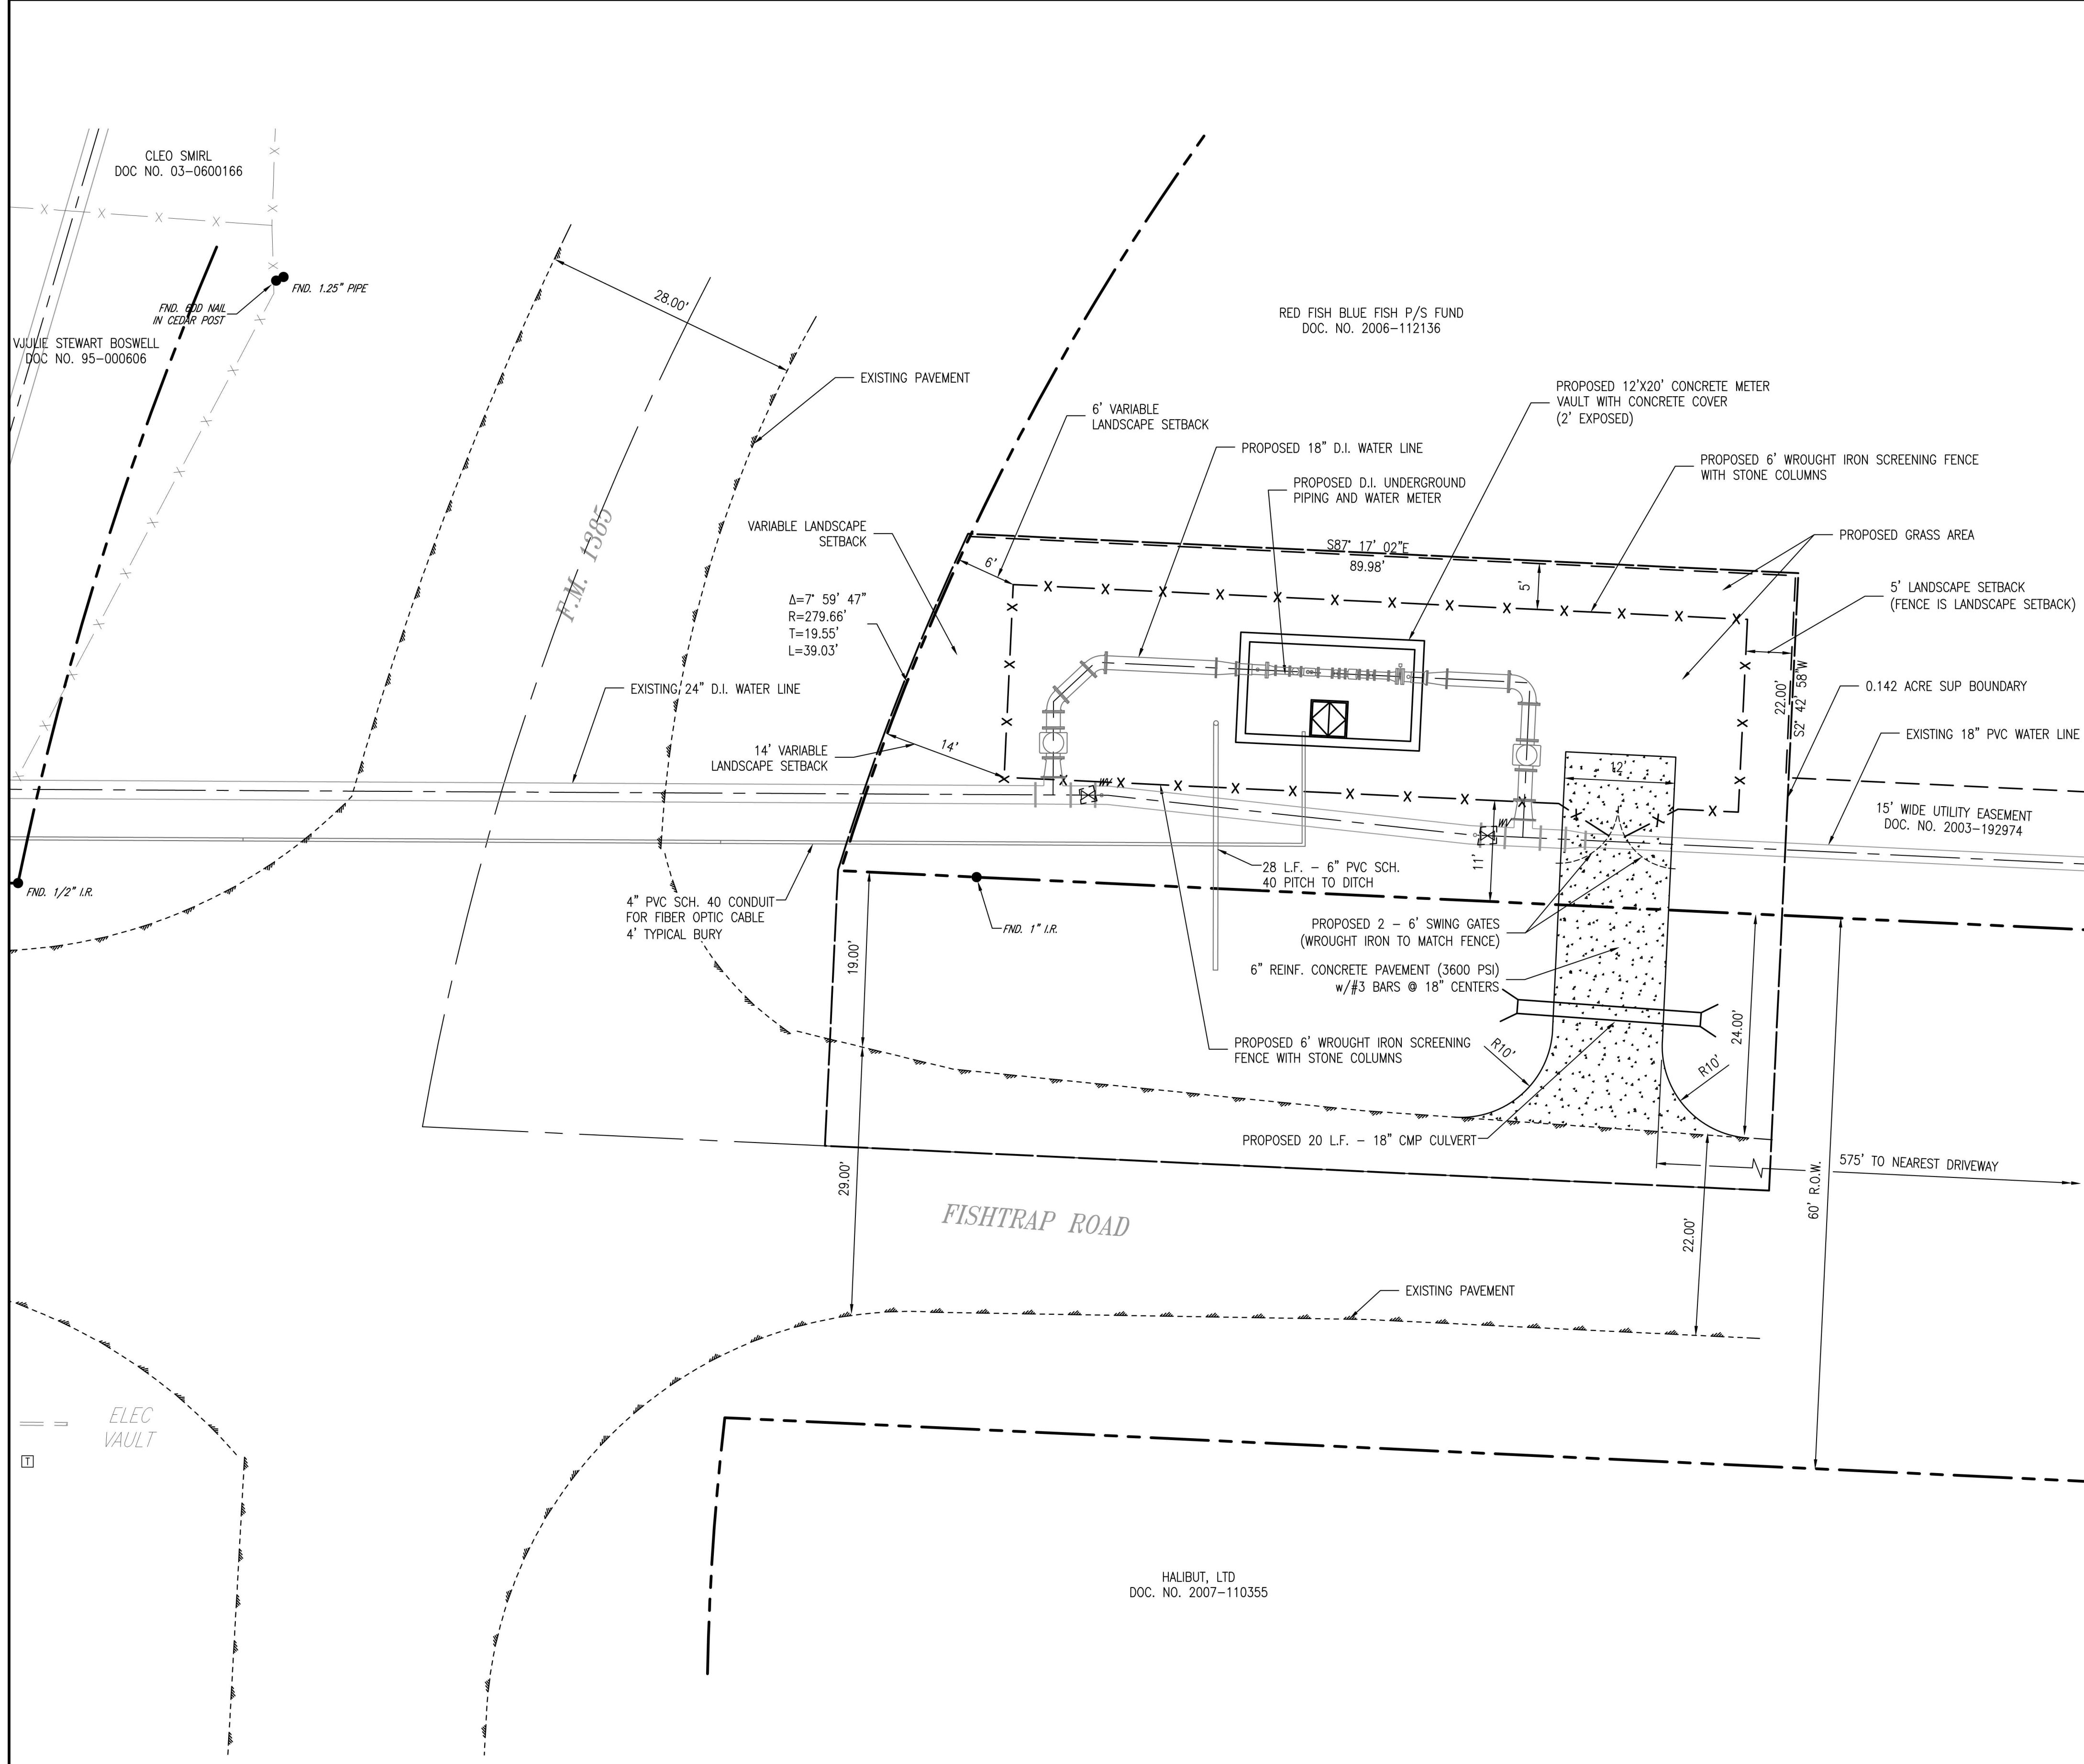 CLEO SMIRL
DOC NO. 03-0600166
FND. 1.25" PIPE
FND. 60D NAIL
IN CEDAR POST
VJULIE STEWART BOSWELL
DOC NO. 95-000606
28.00'
EXISTING PAVEMENT
F.M. 1385
RED FISH BLUE FISH P/S FUND
DOC. NO. 2006-112136
6' VARIABLE
LANDSCAPE SETBACK
PROPOSED 12'X20' CONCRETE METER
VAULT WITH CONCRETE COVER
(2' EXPOSED)
PROPOSED 18" D.I. WATER LINE
PROPOSED 6' WROUGHT IRON SCREENING FENCE
WITH STONE COLUMNS
PROPOSED D.I. UNDERGROUND
PIPING AND WATER METER
VARIABLE LANDSCAPE
SETBACK
PROPOSED GRASS AREA
S87° 17' 02"E
89.98'
6'
5'
5' LANDSCAPE SETBACK
(FENCE IS LANDSCAPE SETBACK)
Δ=7° 59' 47"
R=279.66'
T=19.55'
L=39.03'
22.00'
S2° 42' 58"W
0.142 ACRE SUP BOUNDARY
EXISTING 24" D.I. WATER LINE
EXISTING 18" PVC WATER LINE
14' VARIABLE
LANDSCAPE SETBACK
14'
12'
WV
WV
15' WIDE UTILITY EASEMENT
DOC. NO. 2003-192974
11'
28 L.F. - 6" PVC SCH.
40 PITCH TO DITCH
FND. 1/2" I.R.
4" PVC SCH. 40 CONDUIT
FOR FIBER OPTIC CABLE
4' TYPICAL BURY
FND. 1" I.R.
PROPOSED 2 - 6' SWING GATES
(WROUGHT IRON TO MATCH FENCE)
19.00'
6" REINF. CONCRETE PAVEMENT (3600 PSI)
w/#3 BARS @ 18" CENTERS
24.00'
PROPOSED 6' WROUGHT IRON SCREENING
FENCE WITH STONE COLUMNS
R10'
R10'
PROPOSED 20 L.F. - 18" CMP CULVERT
575' TO NEAREST DRIVEWAY
29.00'
60' R.O.W.
FISHTRAP ROAD
22.00'
EXISTING PAVEMENT
ELEC
VAULT
T
HALIBUT, LTD
DOC. NO. 2007-110355